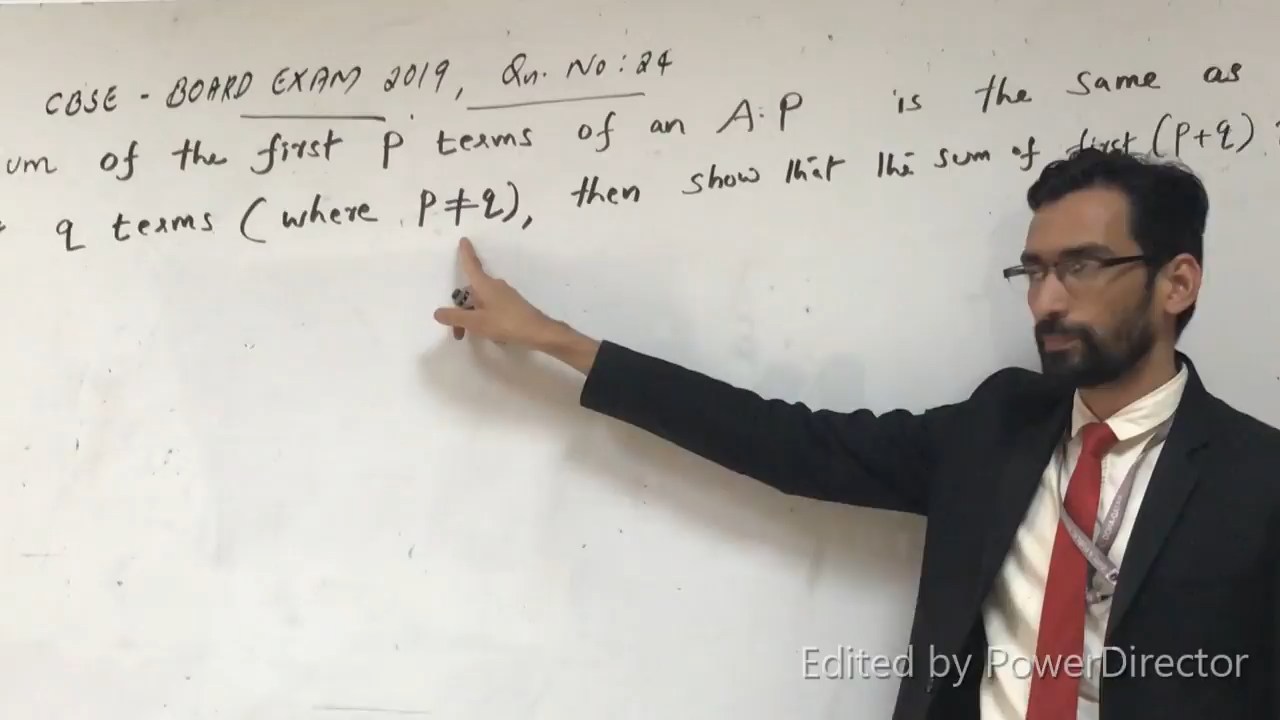 CBSE - BOARD EXAM 2019, Qn. No: 24
um of the first P terms of an A.P is the same as
q terms (where P≠q), then show that the sum of first (P+q)
Edited by PowerDirector